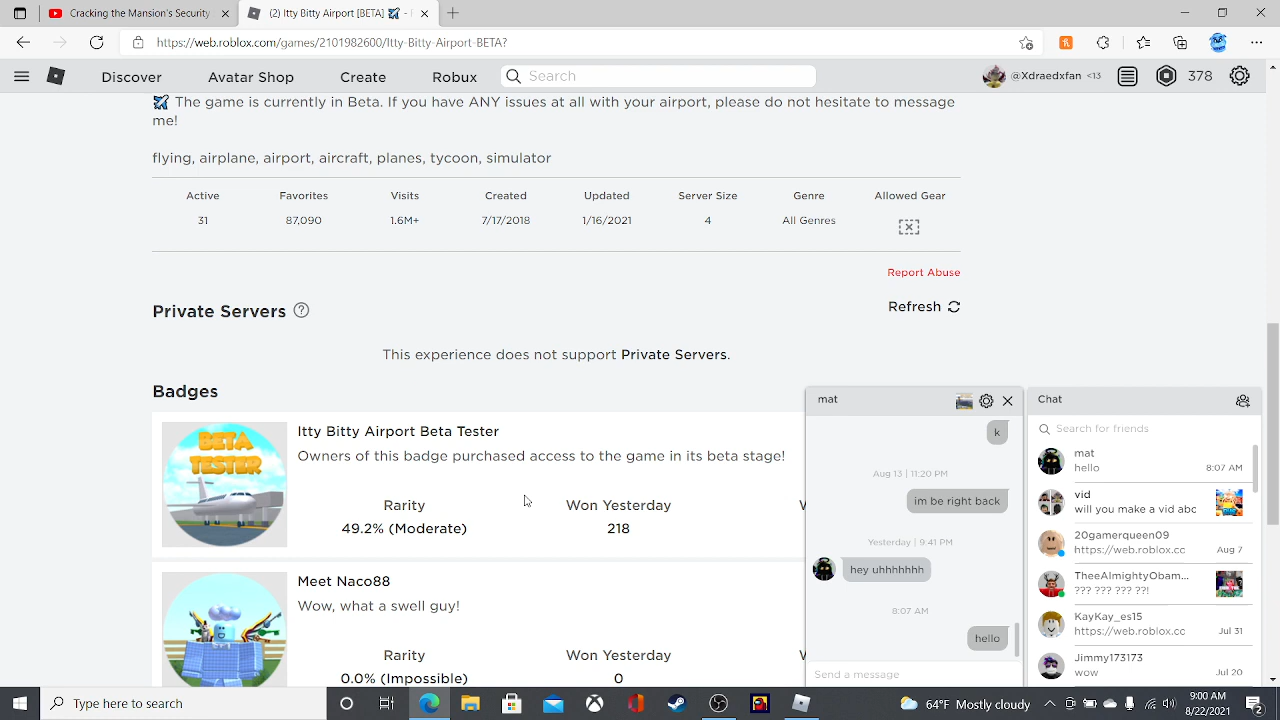 Cracking the Mansion's Security
(2) Itty Bitty Airport [BETA]
https://web.roblox.com/games/2101982600/Itty-Bitty-Airport-BETA?
Discover
Avatar Shop
Create
Robux
Search
@Xdraedxfan <13
378
The game is currently in Beta. If you have ANY issues at all with your airport, please do not hesitate to message
me!
flying, airplane, airport, aircraft, planes, tycoon, simulator
Active Favorites Visits Created Updated Server Size Genre Allowed Gear
31 87,090 1.6M+ 7/17/2018 1/16/2021 4 All Genres
Report Abuse
Private Servers
Refresh
This experience does not support Private Servers.
Badges
BETA
TESTER
Itty Bitty Airport Beta Tester
Owners of this badge purchased access to the game in its beta stage!
Rarity Won Yesterday
49.2% (Moderate) 218
Meet Naco88
Wow, what a swell guy!
Rarity Won Yesterday
0.0% (Impossible) 0
mat
k
Aug 13 | 11:20 PM
im be right back
Yesterday | 9:41 PM
hey uhhhhhh
8:07 AM
hello
Send a message
Chat
Search for friends
mat
hello 8:07 AM
vid
will you make a vid abc
20gamerqueen09
https://web.roblox.cc Aug 7
TheeAlmightyObam...
??? ??? ??? ??! 
KayKay_es15
https://web.roblox.cc Jul 31
Jimmy173173
wow Jul 20
Type here to search
64°F Mostly cloudy
9:00 AM
8/22/2021
2